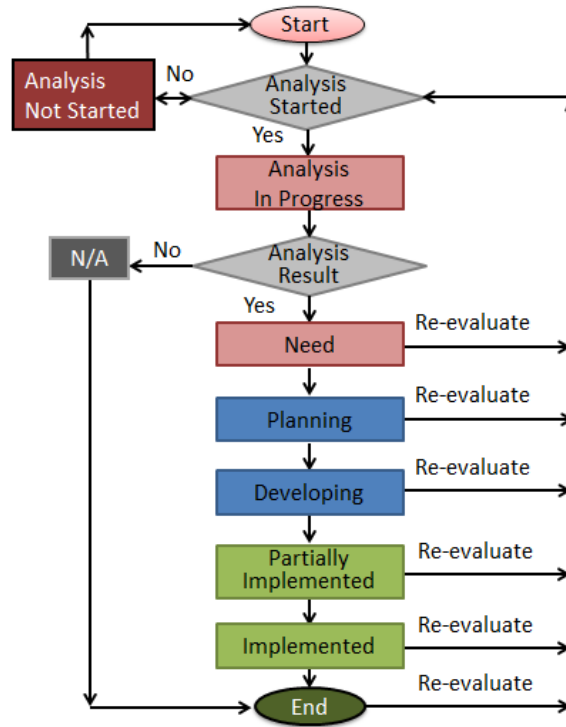 Start
Analysis
Started
No
Analysis
Not Started
Yes
Analysis
In Progress
Analysis
Result
No
N/A
Yes
Need
Re-evaluate
Planning
Re-evaluate
Developing
Re-evaluate
Partially
Implemented
Re-evaluate
Implemented
Re-evaluate
End
Re-evaluate